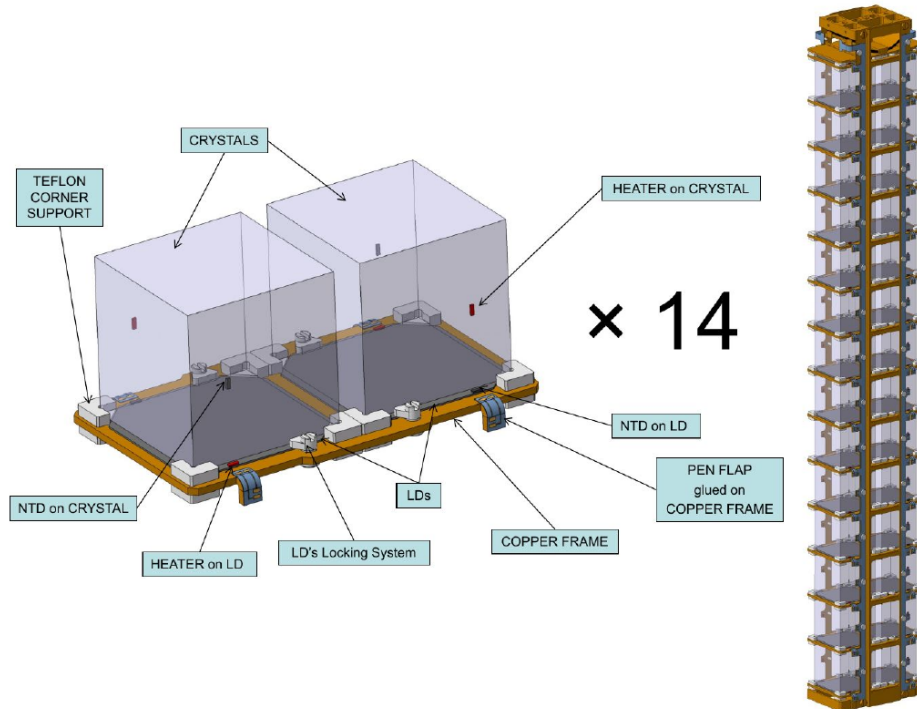 CRYSTALS
TEFLON
CORNER
SUPPORT
HEATER on CRYSTAL
× 14
NTD on LD
PEN FLAP
glued on
COPPER FRAME
LDs
NTD on CRYSTAL
COPPER FRAME
LD's Locking System
HEATER on LD